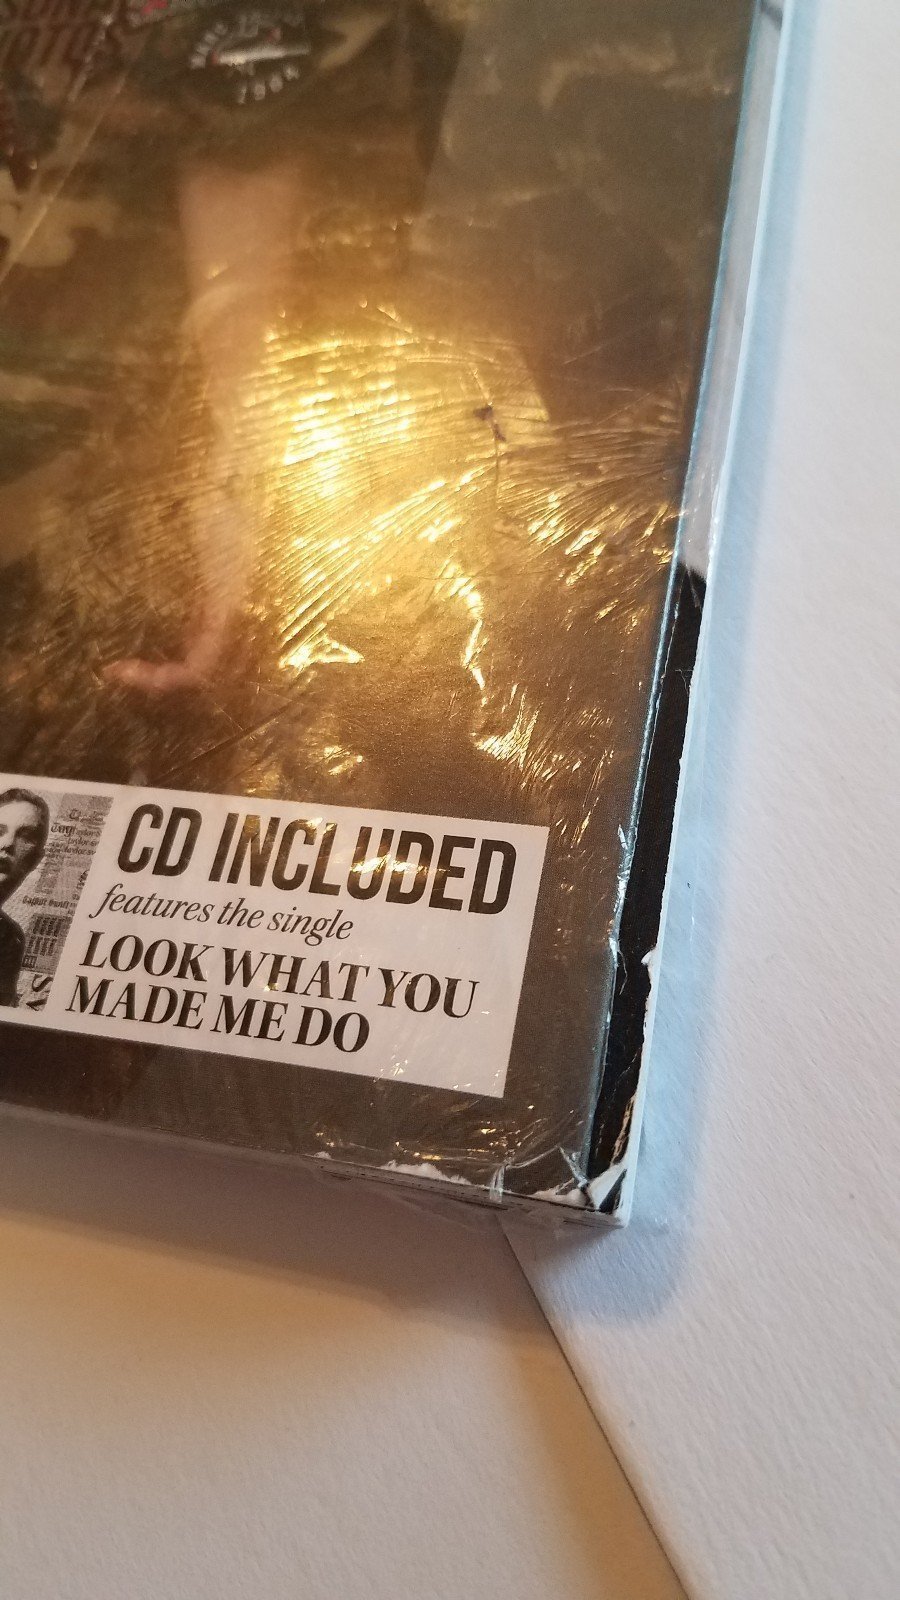 CD INCLUDED
features the single
LOOK WHAT YOU
MADE ME DO